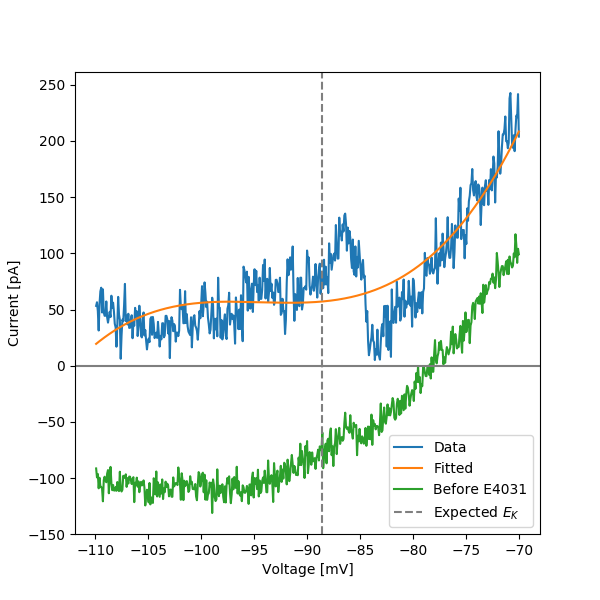 250
200
150
100
50
0
−50
−100
−150
Current [pA]
−110 −105 −100 −95 −90 −85 −80 −75 −70
Voltage [mV]
Data
Fitted
Before E4031
Expected E_K